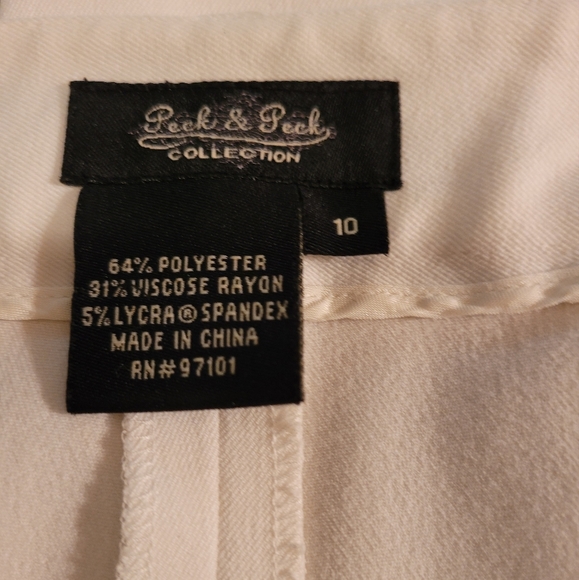 Peck & Peck
COLLECTION
10
64% POLYESTER
31% VISCOSE RAYON
5% LYCRA® SPANDEX
MADE IN CHINA
RN#97101